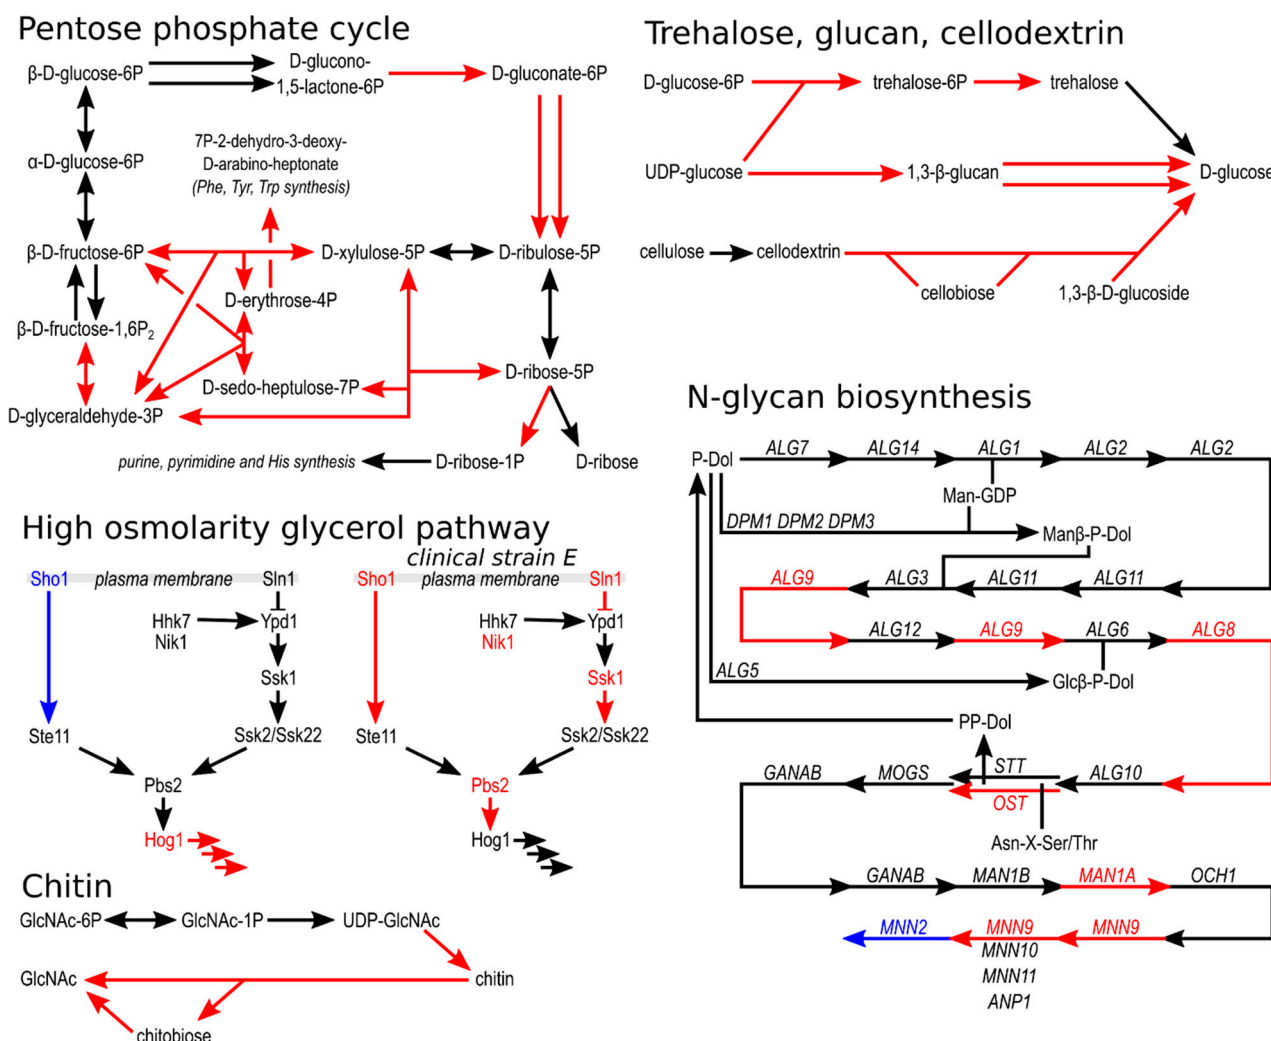 Pentose phosphate cycle
β-D-glucose-6P
D-glucono-
1,5-lactone-6P
D-gluconate-6P
7P-2-dehydro-3-deoxy-
D-arabino-heptonate
(Phe, Tyr, Trp synthesis)
α-D-glucose-6P
β-D-fructose-6P
D-xylulose-5P
D-ribulose-5P
D-erythrose-4P
β-D-fructose-1,6P₂
D-ribose-5P
D-sedo-heptulose-7P
D-glyceraldehyde-3P
purine, pyrimidine and His synthesis
D-ribose-1P
D-ribose
Trehalose, glucan, cellodextrin
D-glucose-6P
trehalose-6P
trehalose
UDP-glucose
1,3-β-glucan
D-glucose
cellulose
cellodextrin
cellobiose
1,3-β-D-glucoside
High osmolarity glycerol pathway
Sho1
plasma membrane
Sln1
Hhk7
Nik1
Ypd1
Ssk1
Ste11
Ssk2/Ssk22
Pbs2
Hog1
clinical strain E
Sho1
plasma membrane
Sln1
Hhk7
Nik1
Ypd1
Ssk1
Ste11
Ssk2/Ssk22
Pbs2
Hog1
Chitin
GlcNAc-6P
GlcNAc-1P
UDP-GlcNAc
GlcNAc
chitin
chitobiose
N-glycan biosynthesis
P-Dol
ALG7
ALG14
ALG1
ALG2
ALG2
Man-GDP
DPM1 DPM2 DPM3
Manβ-P-Dol
ALG9
ALG3
ALG11
ALG11
ALG12
ALG9
ALG6
ALG8
ALG5
Glcβ-P-Dol
PP-Dol
GANAB
MOGS
STT
ALG10
OST
Asn-X-Ser/Thr
GANAB
MAN1B
MAN1A
OCH1
MNN2
MNN9
MNN9
MNN10
MNN11
ANP1